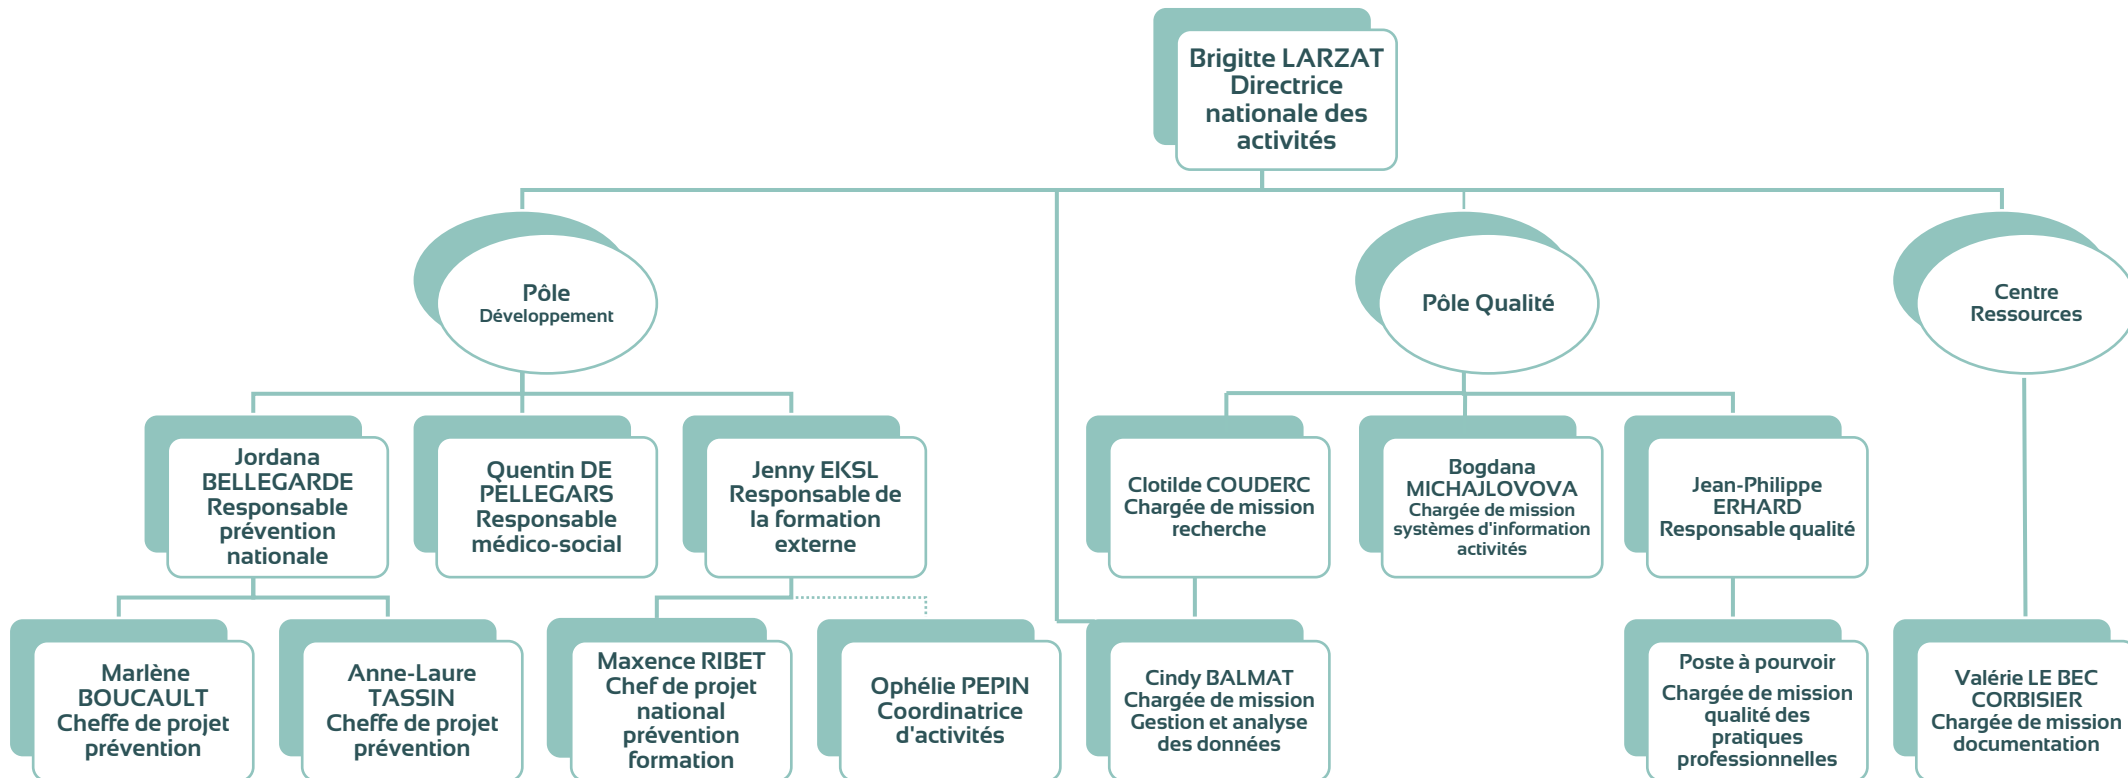 Brigitte LARZAT
Directrice
nationale des
activités
Pôle
Développement
Pôle Qualité
Centre
Ressources
Jordana
BELLEGARDE
Responsable
prévention
nationale
Quentin DE
PELLEGARS
Responsable
médico-social
Jenny EKSL
Responsable de
la formation
externe
Clotilde COUDERC
Chargée de mission
recherche
Bogdana
MICHAJLOVOVA
Chargée de mission
systèmes d'information
activités
Jean-Philippe
ERHARD
Responsable qualité
Marlène
BOUCAULT
Cheffe de projet
prévention
Anne-Laure
TASSIN
Cheffe de projet
prévention
Maxence RIBET
Chef de projet
national
prévention
formation
Ophélie PEPIN
Coordinatrice
d'activités
Cindy BALMAT
Chargée de mission
Gestion et analyse
des données
Poste à pourvoir
Chargée de mission
qualité des
pratiques
professionnelles
Valérie LE BEC
CORBISIER
Chargée de mission
documentation